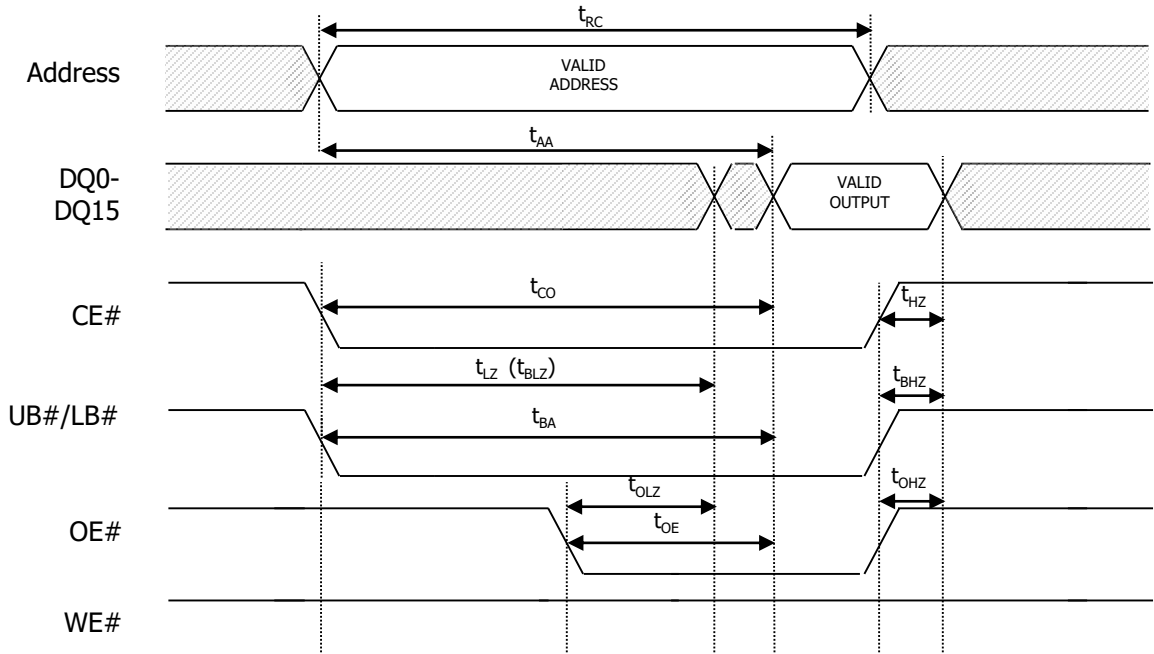 tRC
Address
VALID
ADDRESS
tAA
DQ0-
DQ15
VALID
OUTPUT
tCO
CE#
tHZ
tLZ (tBLZ)
tBHZ
UB#/LB#
tBA
tOLZ
tOHZ
OE#
tOE
WE#